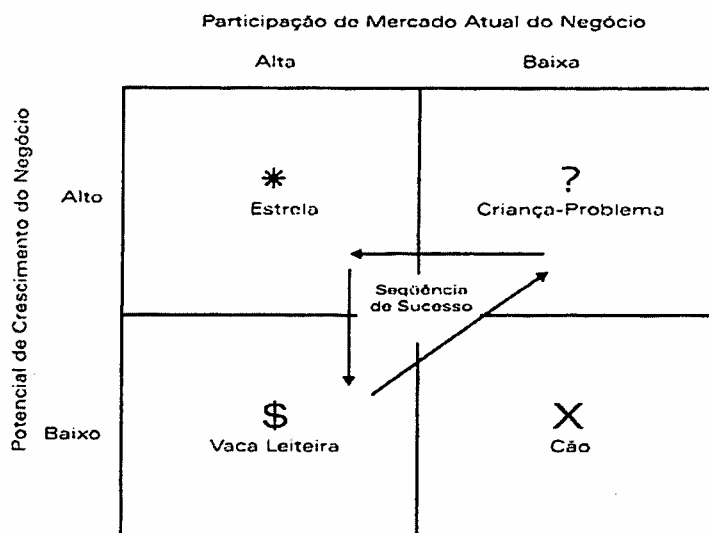 Participação de Mercado Atual do Negócio
Alta Baixa
Potencial de Crescimento do Negócio
Alto
*
Estrela
?
Criança-Problema
Seqüência
de Sucesso
Baixo
$
Vaca Leiteira
X
Cão